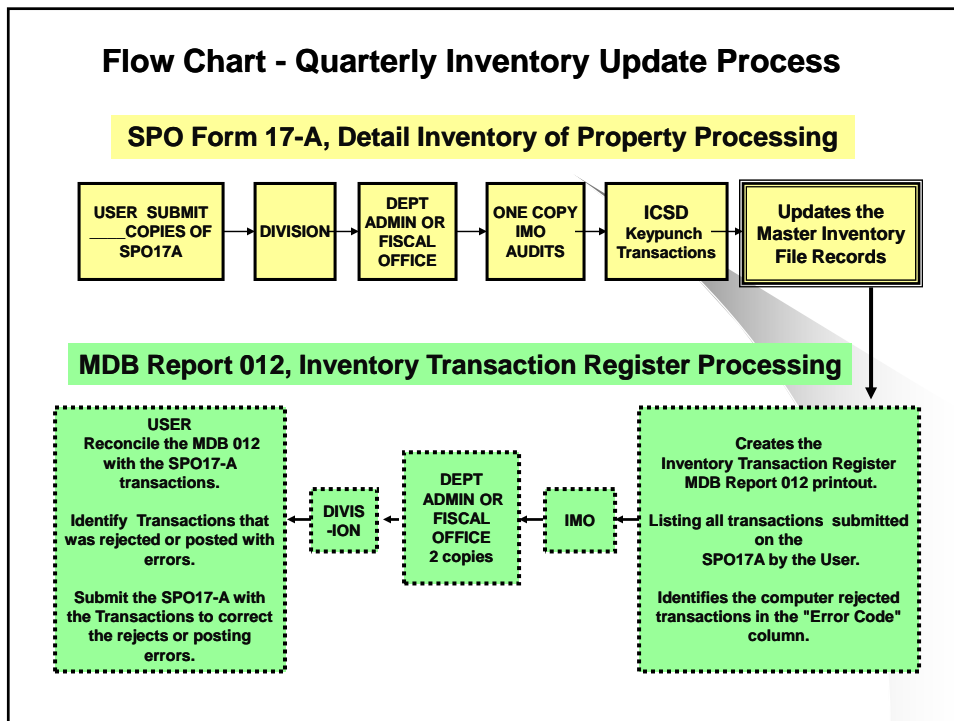 Flow Chart - Quarterly Inventory Update Process
SPO Form 17-A, Detail Inventory of Property Processing
USER SUBMIT
____COPIES OF
SPO17A
DIVISION
DEPT
ADMIN OR
FISCAL
OFFICE
ONE COPY
IMO
AUDITS
ICSD
Keypunch
Transactions
Updates the
Master Inventory
File Records
MDB Report 012, Inventory Transaction Register Processing
USER
Reconcile the MDB 012
with the SPO17-A
transactions.
Identify Transactions that
was rejected or posted with
errors.
Submit the SPO17-A with
the Transactions to correct
the rejects or posting
errors.
DIVIS
-ION
DEPT
ADMIN OR
FISCAL
OFFICE
2 copies
IMO
Creates the
Inventory Transaction Register
MDB Report 012 printout.
Listing all transactions submitted
on the
SPO17A by the User.
Identifies the computer rejected
transactions in the "Error Code"
column.